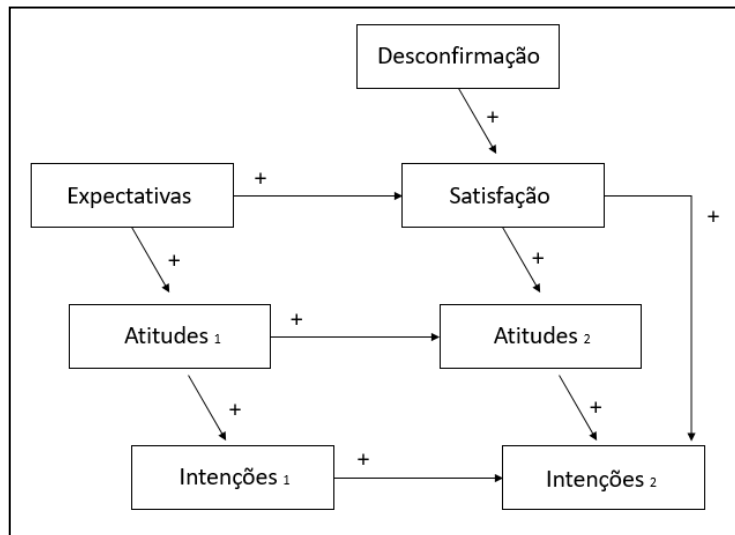 Desconfirmação
+
Expectativas
+
Satisfação
+
+
+
Atitudes 1
+
Atitudes 2
+
+
Intenções 1
+
Intenções 2